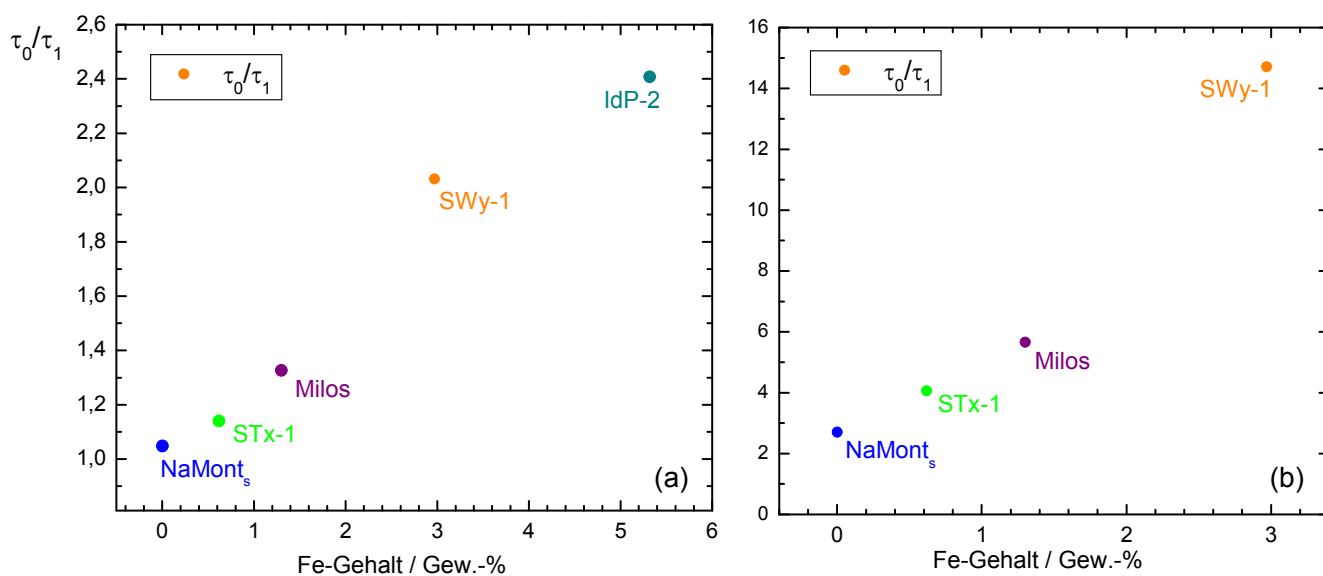 τ0/τ1
2,6
2,4
2,2
2,0
1,8
1,6
1,4
1,2
1,0
τ0/τ1
IdP-2
SWy-1
Milos
STx-1
NaMonts
(a)
0 1 2 3 4 5 6
Fe-Gehalt / Gew.-%
16
14
12
10
8
6
4
2
0
τ0/τ1
SWy-1
Milos
STx-1
NaMonts
(b)
0 1 2 3
Fe-Gehalt / Gew.-%